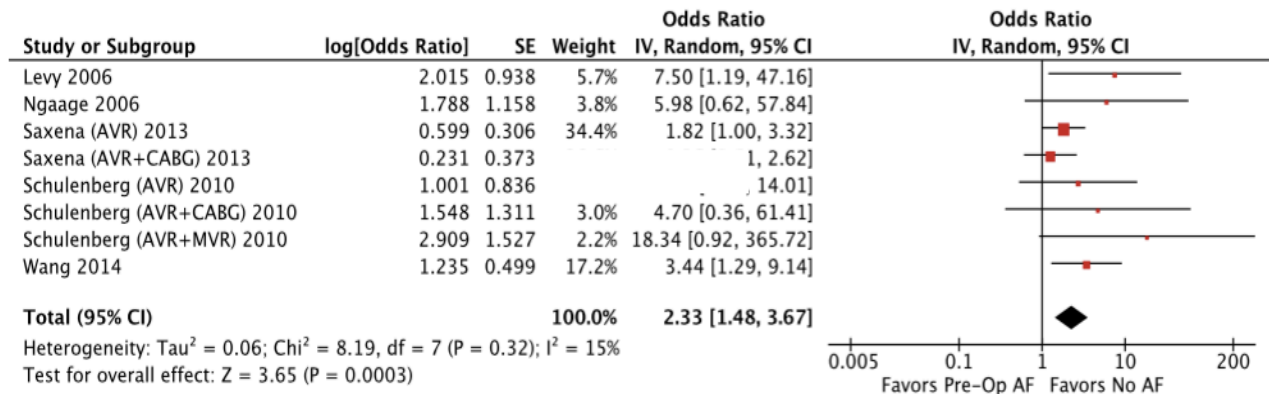 Odds Ratio Odds Ratio
Study or Subgroup log[Odds Ratio] SE Weight IV, Random, 95% CI IV, Random, 95% CI
Levy 2006 2.015 0.938 5.7% 7.50 [1.19, 47.16]
Ngaage 2006 1.788 1.158 3.8% 5.98 [0.62, 57.84]
Saxena (AVR) 2013 0.599 0.306 34.4% 1.82 [1.00, 3.32]
Saxena (AVR+CABG) 2013 0.231 0.373 1, 2.62]
Schulenberg (AVR) 2010 1.001 0.836 , 14.01]
Schulenberg (AVR+CABG) 2010 1.548 1.311 3.0% 4.70 [0.36, 61.41]
Schulenberg (AVR+MVR) 2010 2.909 1.527 2.2% 18.34 [0.92, 365.72]
Wang 2014 1.235 0.499 17.2% 3.44 [1.29, 9.14]
Total (95% CI) 100.0% 2.33 [1.48, 3.67]
Heterogeneity: Tau² = 0.06; Chi² = 8.19, df = 7 (P = 0.32); I² = 15%
Test for overall effect: Z = 3.65 (P = 0.0003)
0.005 0.1 1 10 200
Favors Pre-Op AF Favors No AF